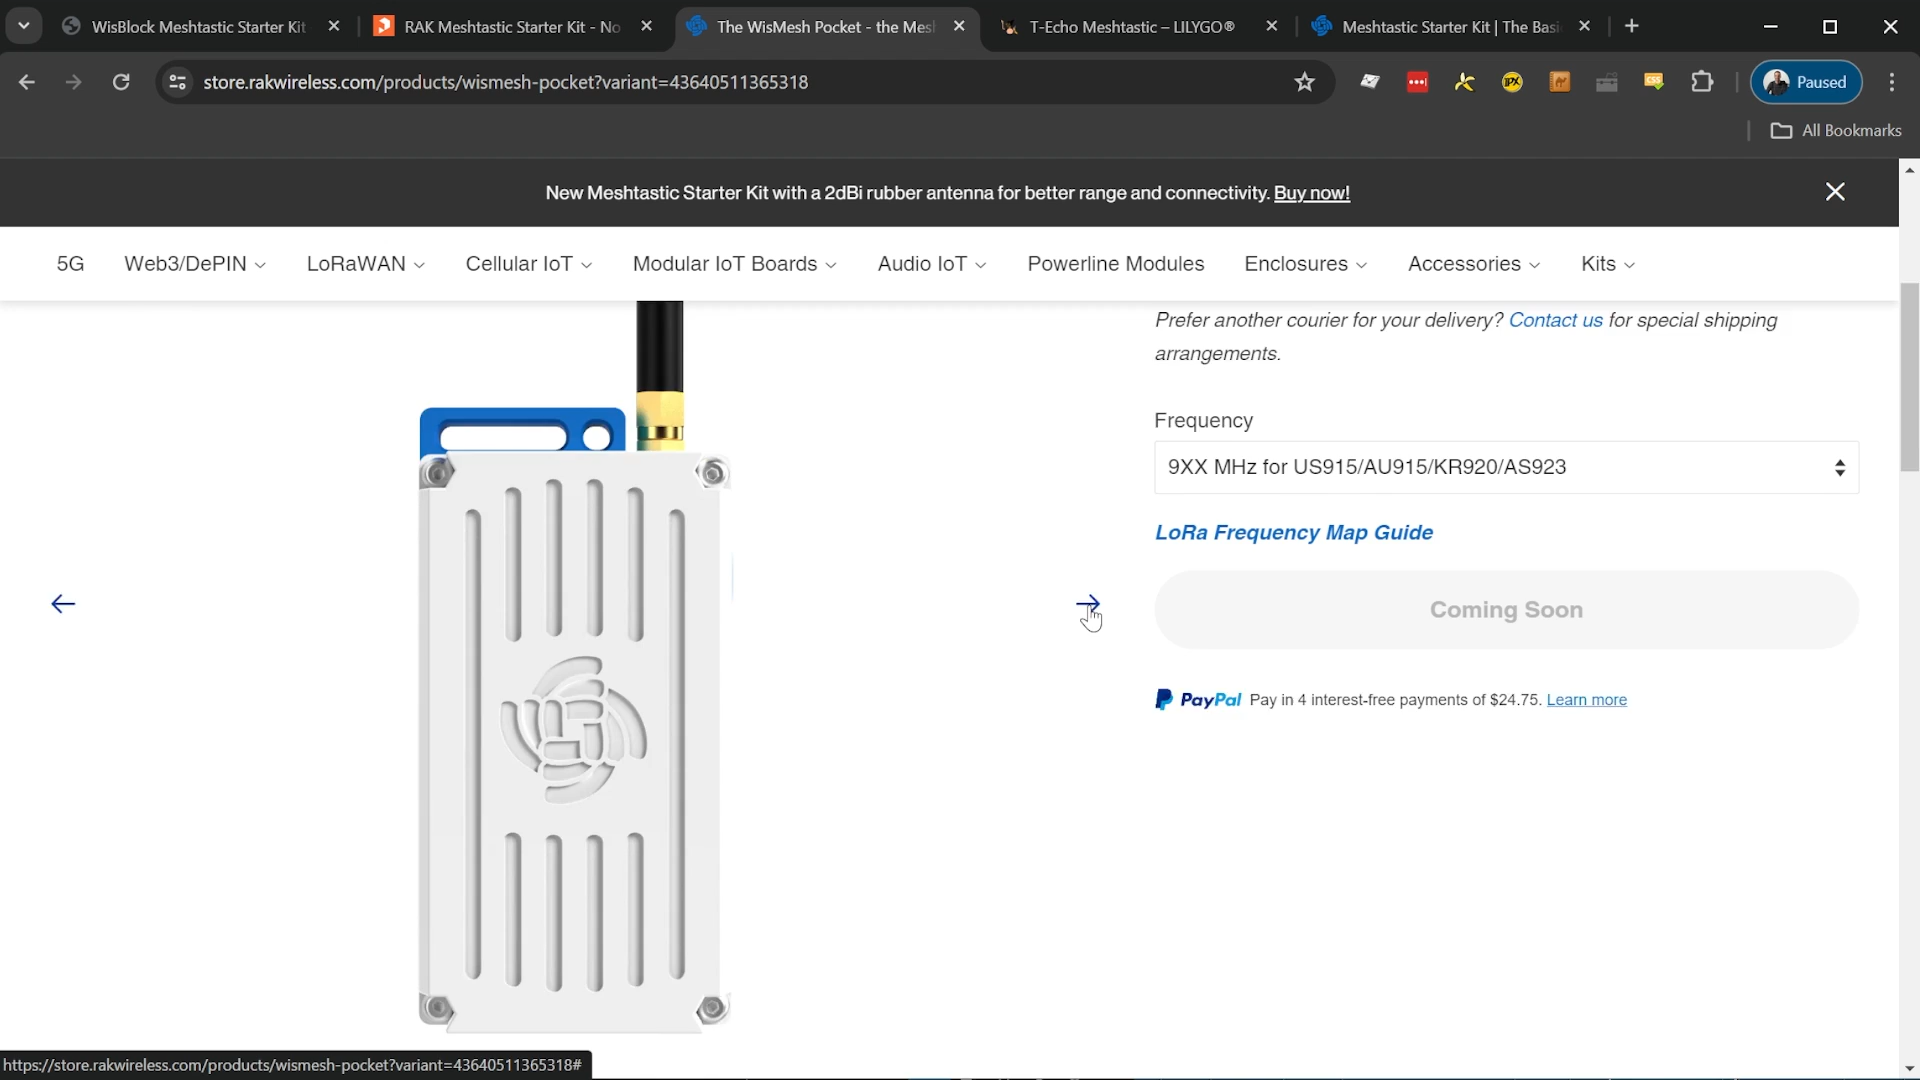 WisBlock Meshtastic Starter Kit
RAK Meshtastic Starter Kit - No
The WisMesh Pocket - the Mesh
T-Echo Meshtastic – LILYGO®
Meshtastic Starter Kit | The Basi
store.rakwireless.com/products/wismesh-pocket?variant=43640511365318
IPX
CSS
Paused
All Bookmarks
New Meshtastic Starter Kit with a 2dBi rubber antenna for better range and connectivity. Buy now!
5G Web3/DePIN LoRaWAN Cellular IoT Modular IoT Boards Audio IoT Powerline Modules Enclosures Accessories Kits
Prefer another courier for your delivery? Contact us for special shipping
arrangements.
Frequency
9XX MHz for US915/AU915/KR920/AS923
LoRa Frequency Map Guide
Coming Soon
PayPal Pay in 4 interest-free payments of $24.75. Learn more
https://store.rakwireless.com/products/wismesh-pocket?variant=43640511365318#